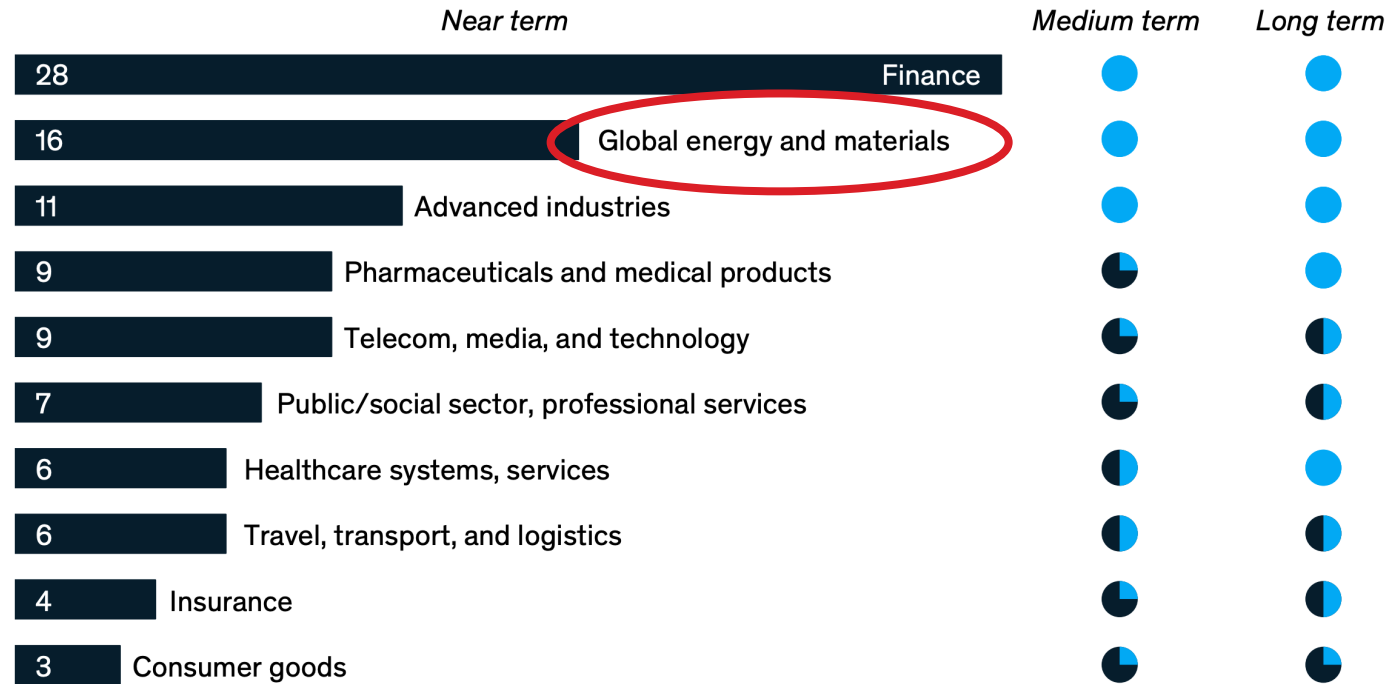 Near term Medium term Long term
28 Finance
16 Global energy and materials
11 Advanced industries
9 Pharmaceuticals and medical products
9 Telecom, media, and technology
7 Public/social sector, professional services
6 Healthcare systems, services
6 Travel, transport, and logistics
4 Insurance
3 Consumer goods